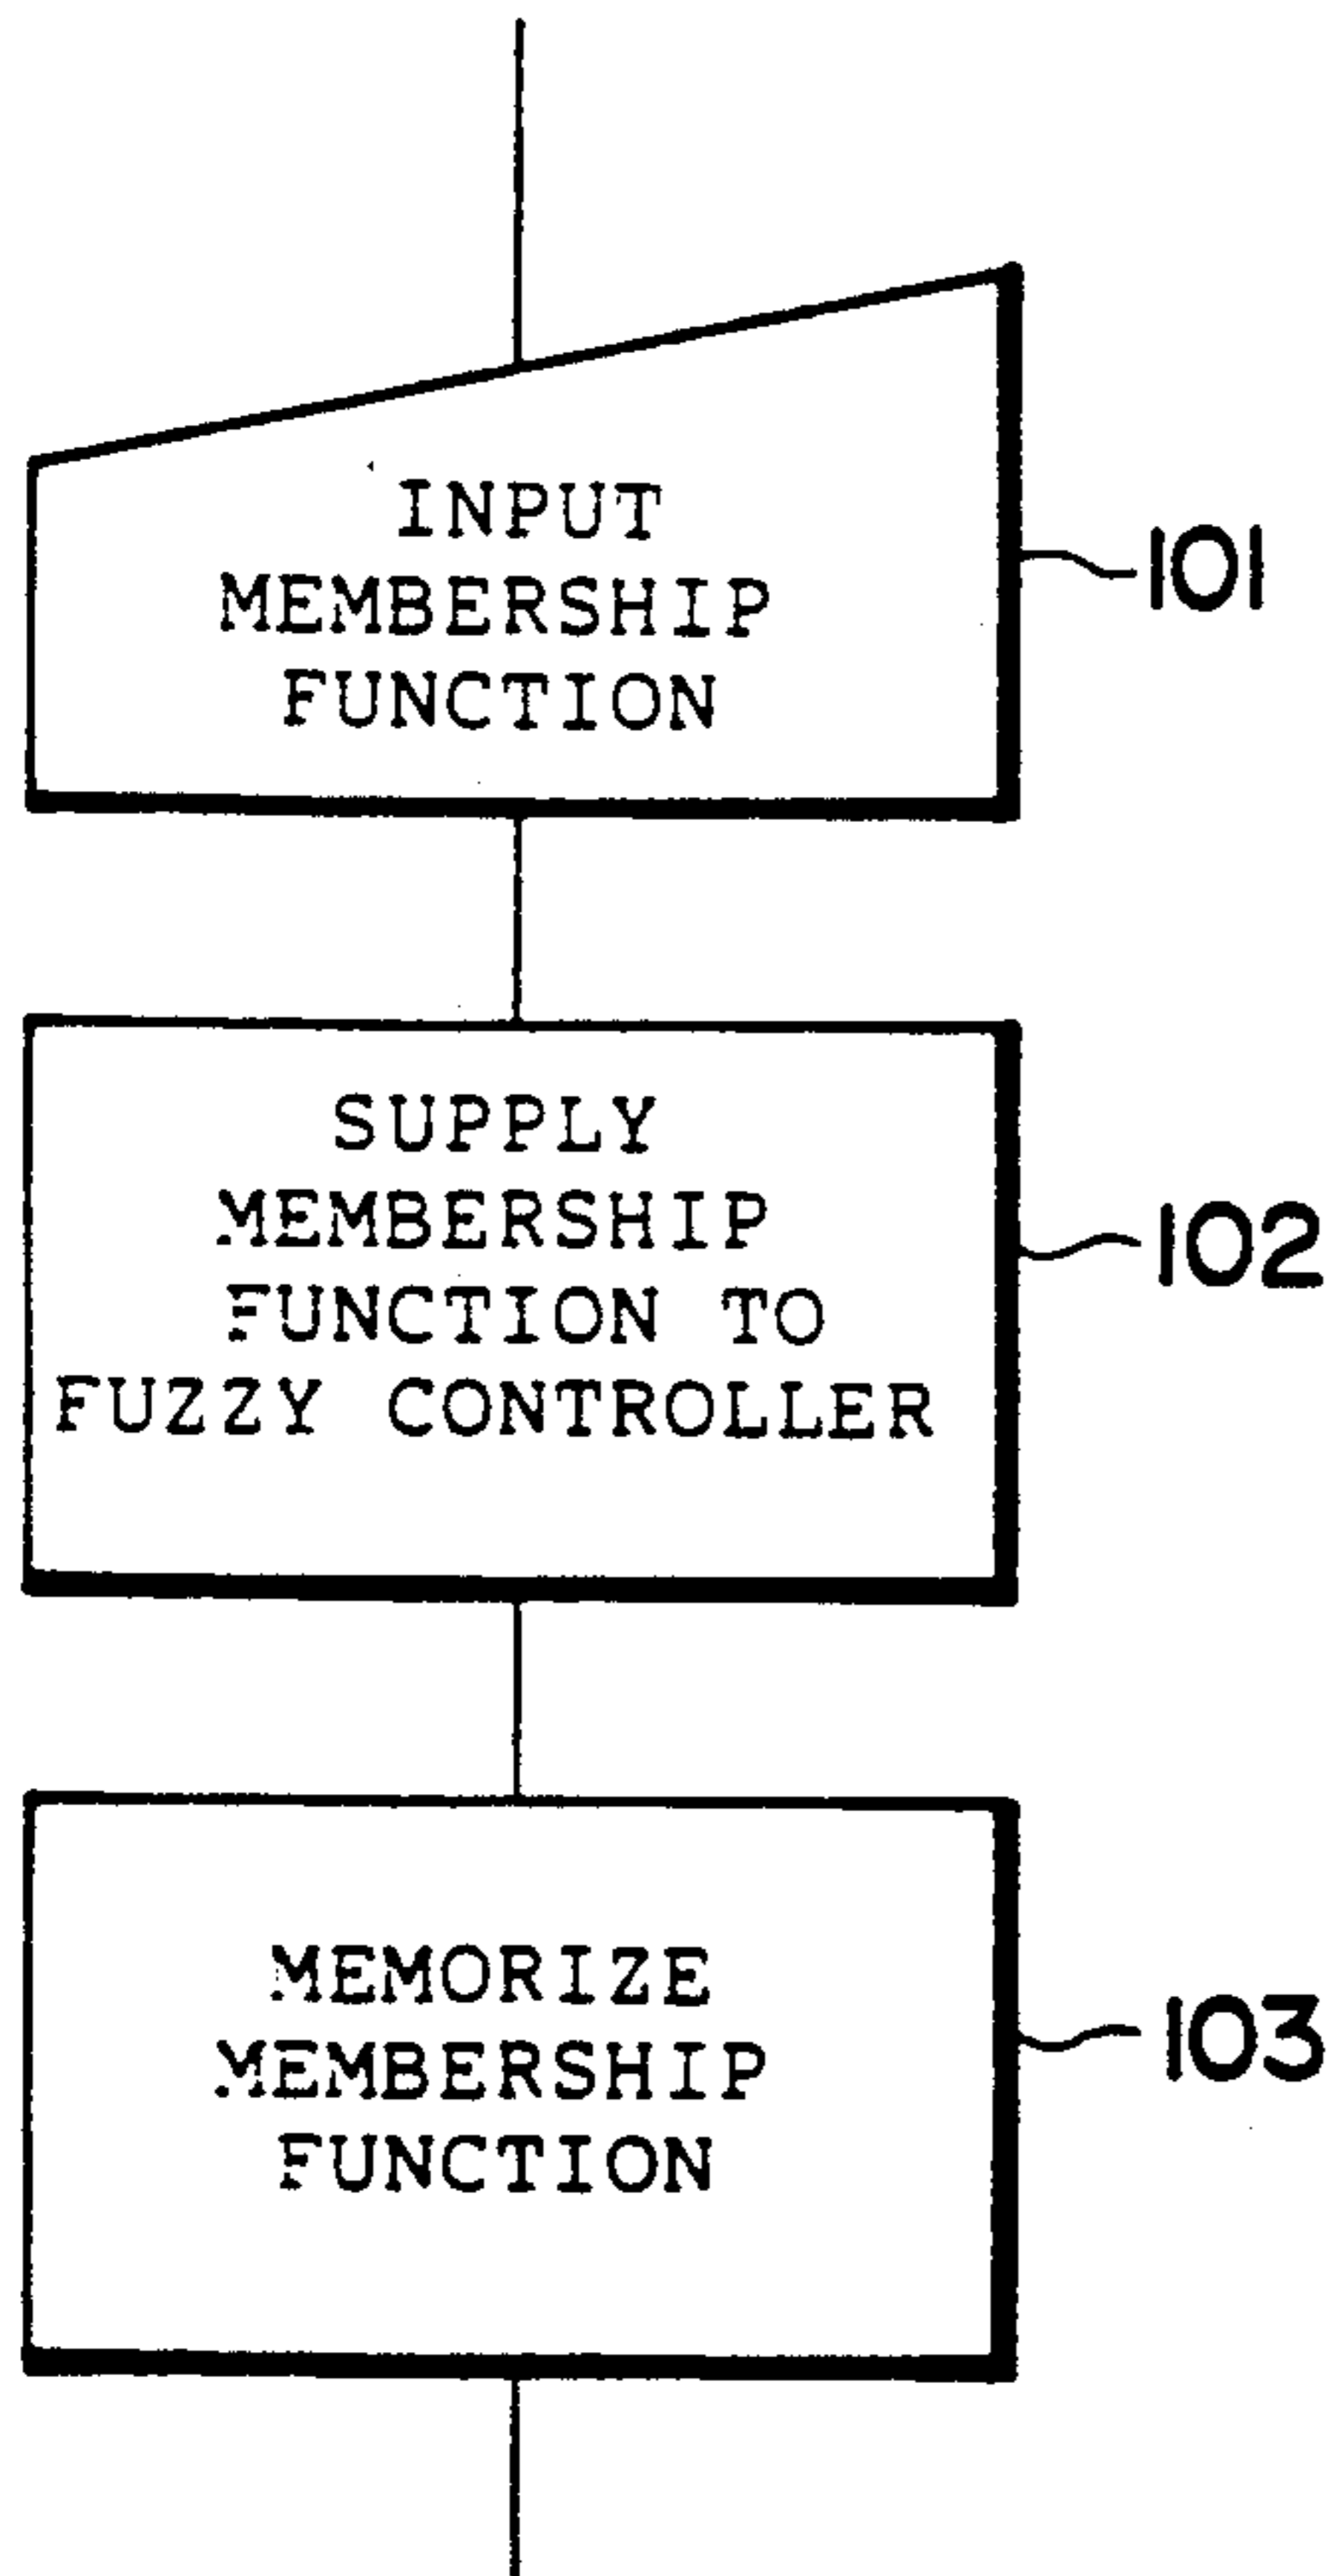 INPUT
MEMBERSHIP
FUNCTION
101
SUPPLY
MEMBERSHIP
FUNCTION TO
FUZZY CONTROLLER
102
MEMORIZE
MEMBERSHIP
FUNCTION
103